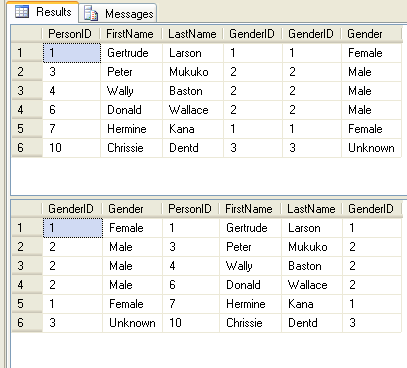 Results Messages
PersonID FirstName LastName GenderID GenderID Gender
1 1 Gertrude Larson 1 1 Female
2 3 Peter Mukuko 2 2 Male
3 4 Wally Baston 2 2 Male
4 6 Donald Wallace 2 2 Male
5 7 Hermine Kana 1 1 Female
6 10 Chrissie Dentd 3 3 Unknown
GenderID Gender PersonID FirstName LastName GenderID
1 1 Female 1 Gertrude Larson 1
2 2 Male 3 Peter Mukuko 2
3 2 Male 4 Wally Baston 2
4 2 Male 6 Donald Wallace 2
5 1 Female 7 Hermine Kana 1
6 3 Unknown 10 Chrissie Dentd 3